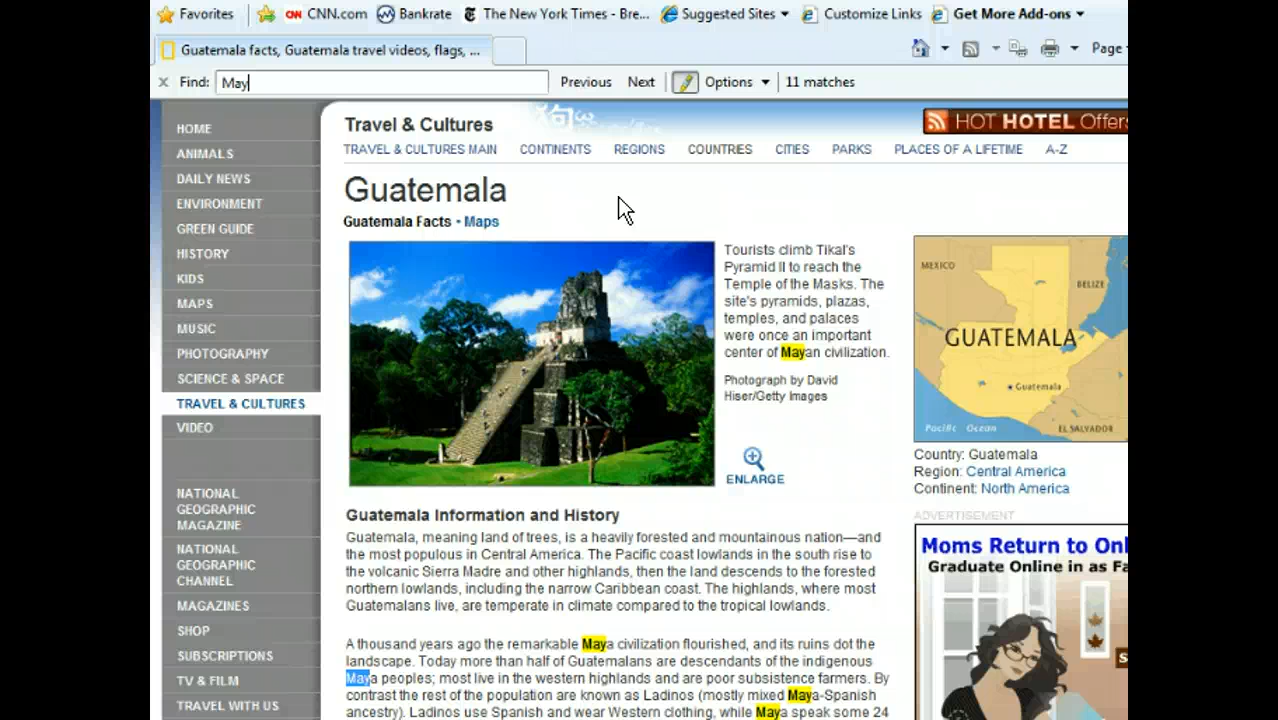 Favorites CNN.com Bankrate The New York Times - Bre... Suggested Sites Customize Links Get More Add-ons
Guatemala facts, Guatemala travel videos, flags, ...
Page
x Find: May Previous Next Options 11 matches
HOME
ANIMALS
DAILY NEWS
ENVIRONMENT
GREEN GUIDE
HISTORY
KIDS
MAPS
MUSIC
PHOTOGRAPHY
SCIENCE & SPACE
TRAVEL & CULTURES
VIDEO
NATIONAL
GEOGRAPHIC
MAGAZINE
NATIONAL
GEOGRAPHIC
CHANNEL
MAGAZINES
SHOP
SUBSCRIPTIONS
TV & FILM
TRAVEL WITH US
Travel & Cultures
HOT HOTEL Offers
TRAVEL & CULTURES MAIN CONTINENTS REGIONS COUNTRIES CITIES PARKS PLACES OF A LIFETIME A-Z
Guatemala
Guatemala Facts • Maps
Tourists climb Tikal's
Pyramid II to reach the
Temple of the Masks. The
site's pyramids, plazas,
temples, and palaces
were once an important
center of Mayan civilization.
Photograph by David
Hiser/Getty Images
ENLARGE
MEXICO
BELIZE
GUATEMALA
Guatemala
Pacific Ocean
EL SALVADOR
Country: Guatemala
Region: Central America
Continent: North America
ADVERTISEMENT
Moms Return to Onl
Graduate Online in as Fa
Guatemala Information and History
Guatemala, meaning land of trees, is a heavily forested and mountainous nation—and
the most populous in Central America. The Pacific coast lowlands in the south rise to
the volcanic Sierra Madre and other highlands, then the land descends to the forested
northern lowlands, including the narrow Caribbean coast. The highlands, where most
Guatemalans live, are temperate in climate compared to the tropical lowlands.
A thousand years ago the remarkable Maya civilization flourished, and its ruins dot the
landscape. Today more than half of Guatemalans are descendants of the indigenous
Maya peoples; most live in the western highlands and are poor subsistence farmers. By
contrast the rest of the population are known as Ladinos (mostly mixed Maya-Spanish
ancestry). Ladinos use Spanish and wear Western clothing, while Maya speak some 24